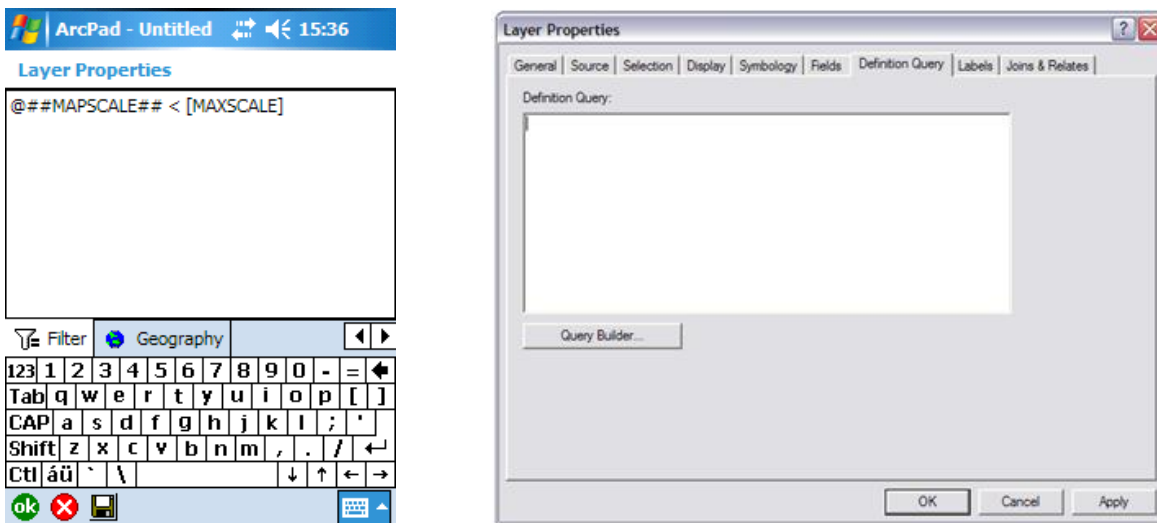 ArcPad - Untitled 15:36
Layer Properties
@##MAPSCALE## < [MAXSCALE]
Filter Geography
123 1 2 3 4 5 6 7 8 9 0 - =
Tab q w e r t y u i o p [ ]
CAP a s d f g h j k l ; '
Shift z x c v b n m , . /
Ctl áü ` \ ↓ ↑ ← →
ok
Layer Properties
General Source Selection Display Symbology Fields Definition Query Labels Joins & Relates
Definition Query:
Query Builder...
OK Cancel Apply